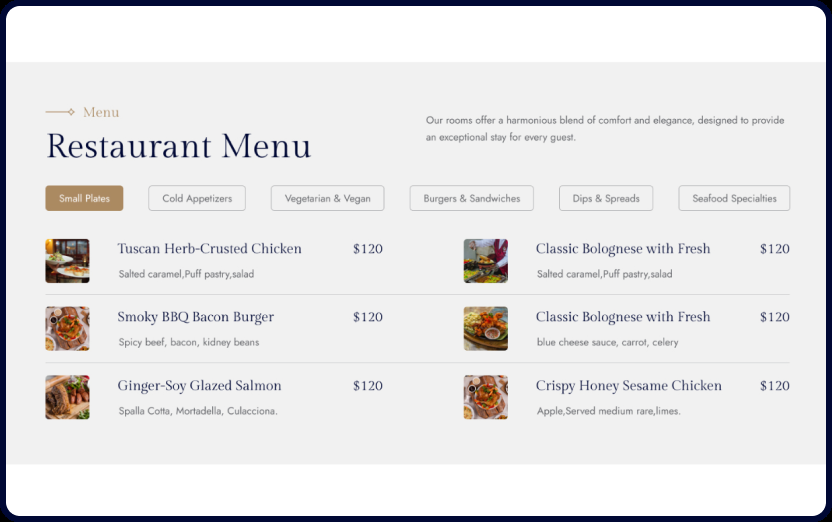 Menu
Restaurant Menu
Our rooms offer a harmonious blend of comfort and elegance, designed to provide
an exceptional stay for every guest.
Small Plates
Cold Appetizers
Vegetarian & Vegan
Burgers & Sandwiches
Dips & Spreads
Seafood Specialties
Tuscan Herb-Crusted Chicken $120
Salted caramel,Puff pastry,salad
Classic Bolognese with Fresh $120
Salted caramel,Puff pastry,salad
Smoky BBQ Bacon Burger $120
Spicy beef, bacon, kidney beans
Classic Bolognese with Fresh $120
blue cheese sauce, carrot, celery
Ginger-Soy Glazed Salmon $120
Spalla Cotta, Mortadella, Culacciona.
Crispy Honey Sesame Chicken $120
Apple,Served medium rare,limes.